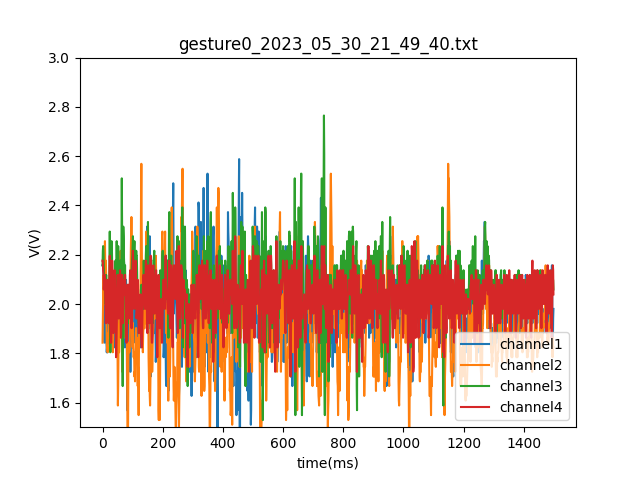 gesture0_2023_05_30_21_49_40.txt
3.0
2.8
2.6
2.4
2.2
2.0
1.8
1.6
V(V)
channel1
channel2
channel3
channel4
0 200 400 600 800 1000 1200 1400
time(ms)